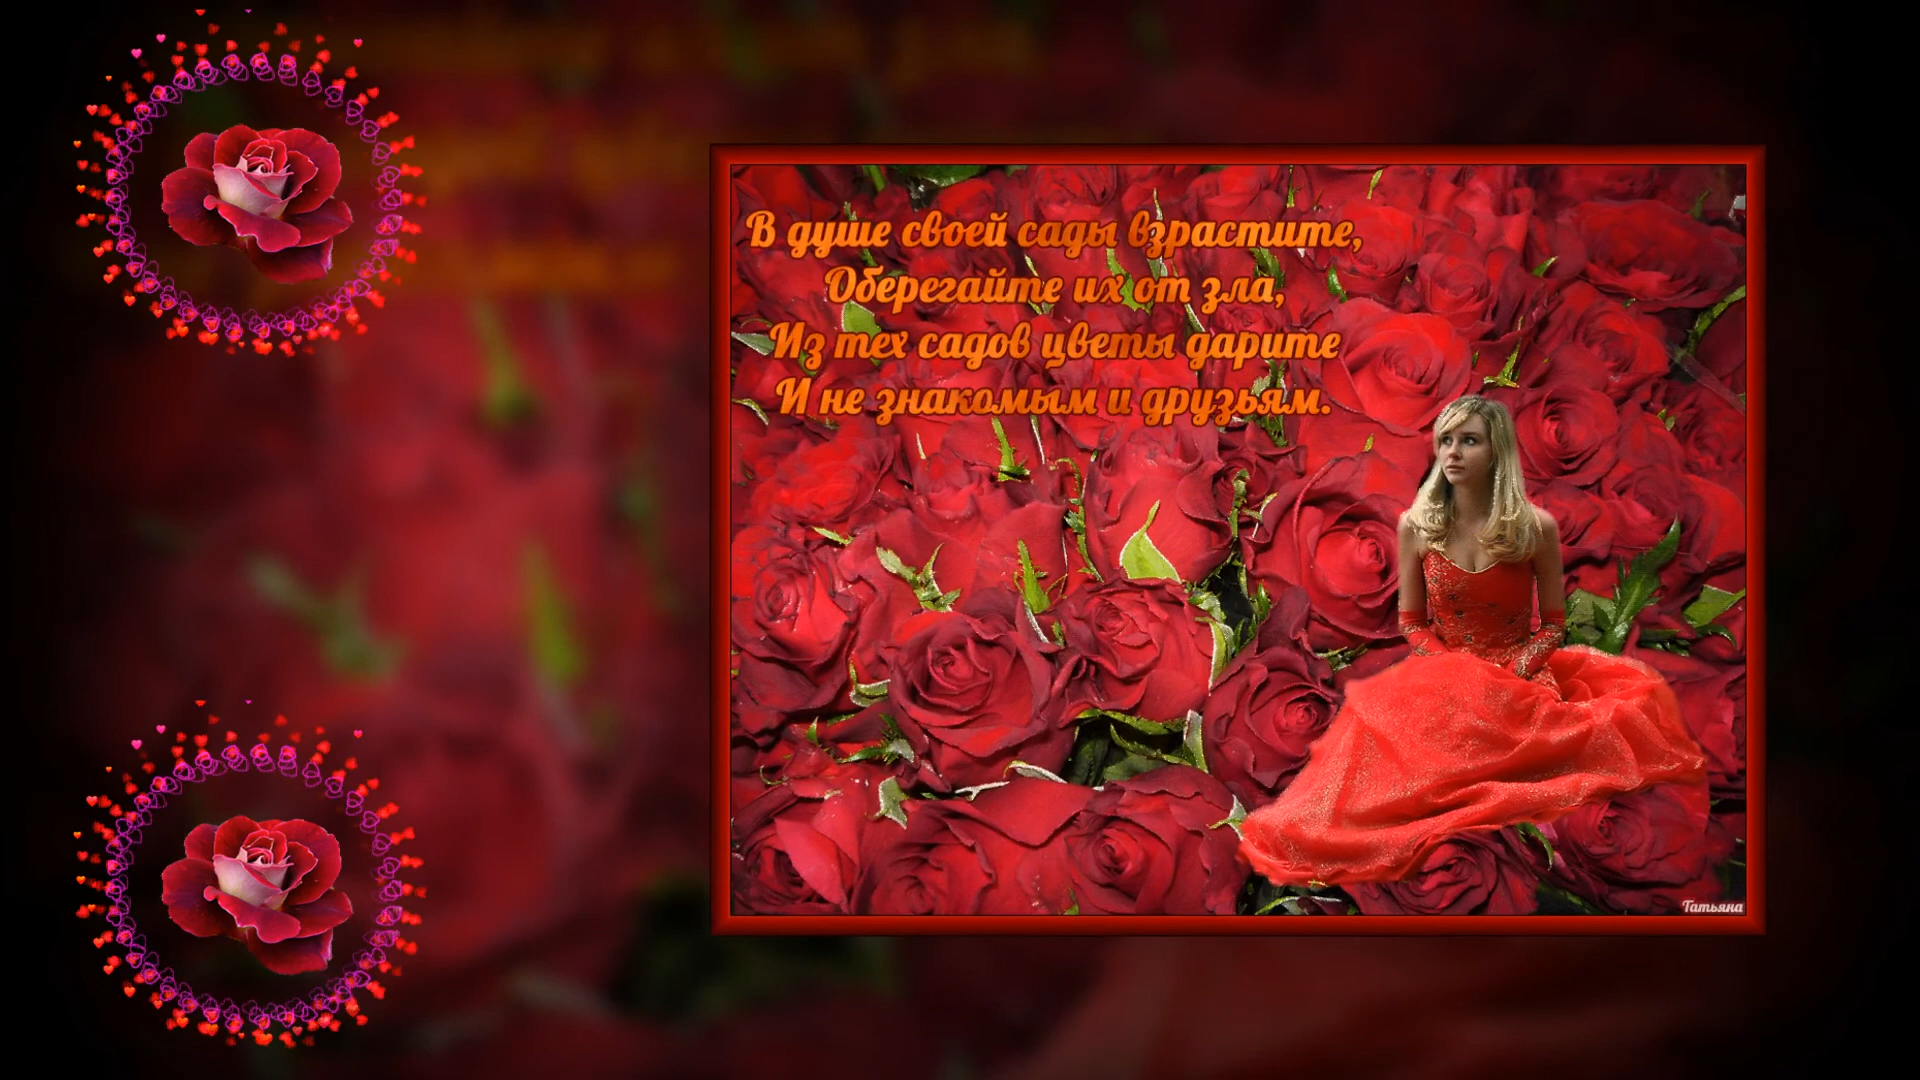 В душе своей сады взрастите,
Оберегайте их от зла,
Из тех садов цветы дарите
И не знакомым и друзьям.
Татьяна